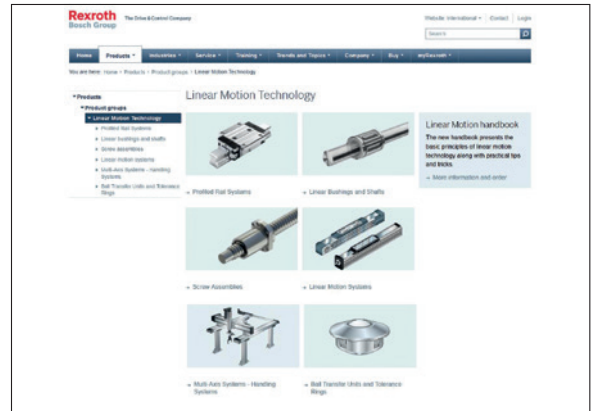 Rexroth
Bosch Group
The Drive & Control Company
Website International
Contact
Login
Search
Home
Products
Industries
Service
Training
Trends and Topics
Company
Buy
myRexroth
You are here: Home > Products > Product groups > Linear Motion Technology
Products
Product groups
Linear Motion Technology
Profiled Rail Systems
Linear bushings and shafts
Screw assemblies
Linear motion systems
Multi-Axis Systems - Handling
Systems
Ball Transfer Units and Tolerance
Rings
Linear Motion Technology
Profiled Rail Systems
Linear Bushings and Shafts
Screw Assemblies
Linear Motion Systems
Multi-Axis Systems - Handling
Systems
Ball Transfer Units and Tolerance
Rings
Linear Motion handbook
The new handbook presents the
basic principles of linear motion
technology along with practical tips
and tricks.
More information and order